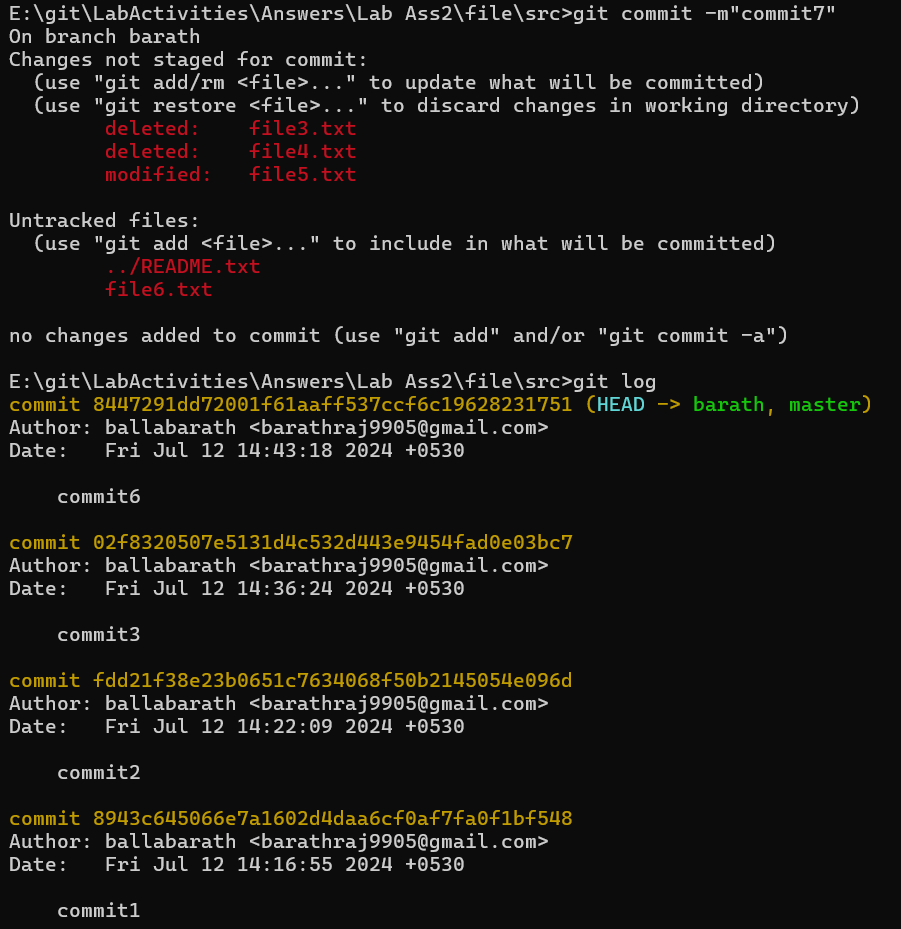 E:\git\LabActivities\Answers\Lab Ass2\file\src>git commit -m"commit7"
On branch barath
Changes not staged for commit:
  (use "git add/rm <file>..." to update what will be committed)
  (use "git restore <file>..." to discard changes in working directory)
        deleted:    file3.txt
        deleted:    file4.txt
        modified:   file5.txt

Untracked files:
  (use "git add <file>..." to include in what will be committed)
        ../README.txt
        file6.txt

no changes added to commit (use "git add" and/or "git commit -a")

E:\git\LabActivities\Answers\Lab Ass2\file\src>git log
commit 8447291dd72001f61aaff537ccf6c19628231751 (HEAD -> barath, master)
Author: ballabarath <barathraj9905@gmail.com>
Date:   Fri Jul 12 14:43:18 2024 +0530

    commit6

commit 02f8320507e5131d4c532d443e9454fad0e03bc7
Author: ballabarath <barathraj9905@gmail.com>
Date:   Fri Jul 12 14:36:24 2024 +0530

    commit3

commit fdd21f38e23b0651c7634068f50b2145054e096d
Author: ballabarath <barathraj9905@gmail.com>
Date:   Fri Jul 12 14:22:09 2024 +0530

    commit2

commit 8943c645066e7a1602d4daa6cf0af7fa0f1bf548
Author: ballabarath <barathraj9905@gmail.com>
Date:   Fri Jul 12 14:16:55 2024 +0530

    commit1